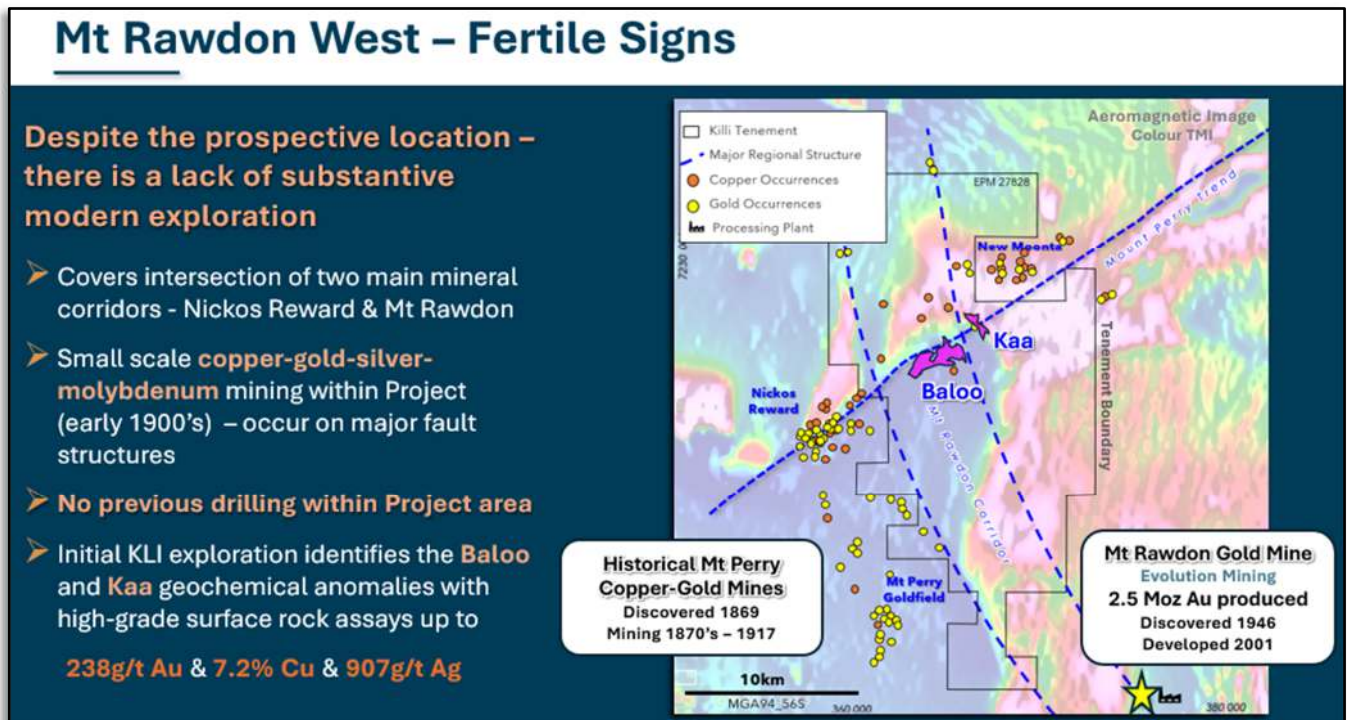 Mt Rawdon West – Fertile Signs
Despite the prospective location –
there is a lack of substantive
modern exploration
Covers intersection of two main mineral
corridors - Nickos Reward & Mt Rawdon
Small scale copper-gold-silver-
molybdenum mining within Project
(early 1900's) – occur on major fault
structures
No previous drilling within Project area
Initial KLI exploration identifies the Baloo
and Kaa geochemical anomalies with
high-grade surface rock assays up to
238g/t Au & 7.2% Cu & 907g/t Ag
Killi Tenement
Major Regional Structure
Copper Occurrences
Gold Occurrences
Processing Plant
Aeromagnetic Image
Colour TMI
EPM 27828
Mount Perry Trend
New Moonta
Kaa
Baloo
Nickos
Reward
Mt Rawdon Corridor
Tenement Boundary
Mt Perry
Goldfield
Historical Mt Perry
Copper-Gold Mines
Discovered 1869
Mining 1870's – 1917
Mt Rawdon Gold Mine
Evolution Mining
2.5 Moz Au produced
Discovered 1946
Developed 2001
10km
MGA94_56S
360 000
380 000